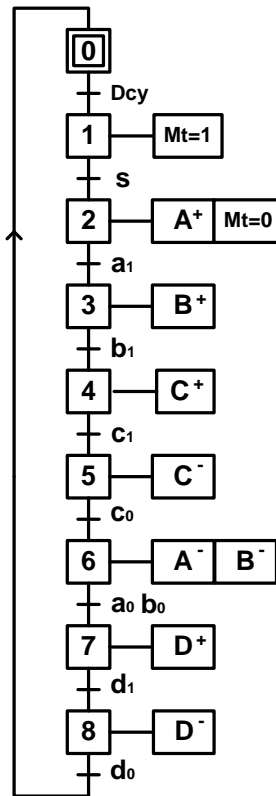 0
Dcy
1 Mt=1
s
2 A⁺ Mt=0
a₁
3 B⁺
b₁
4 C⁺
c₁
5 C⁻
c₀
6 A⁻ B⁻
a₀ b₀
7 D⁺
d₁
8 D⁻
d₀